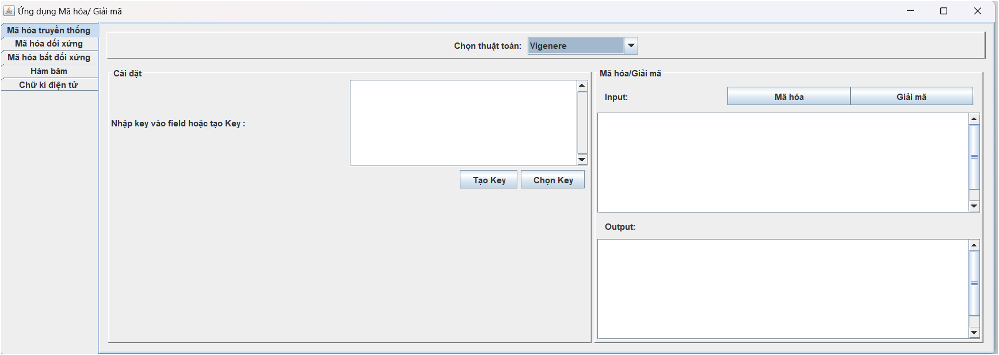 Ứng dụng Mã hóa/ Giải mã
Mã hóa truyền thống
Mã hóa đối xứng
Mã hóa bất đối xứng
Hàm băm
Chữ kí điện tử
Chọn thuật toán: Vigenere
Cài đặt
Nhập key vào field hoặc tạo Key :
Tạo Key Chọn Key
Mã hóa/Giải mã
Input: Mã hóa Giải mã
Output: